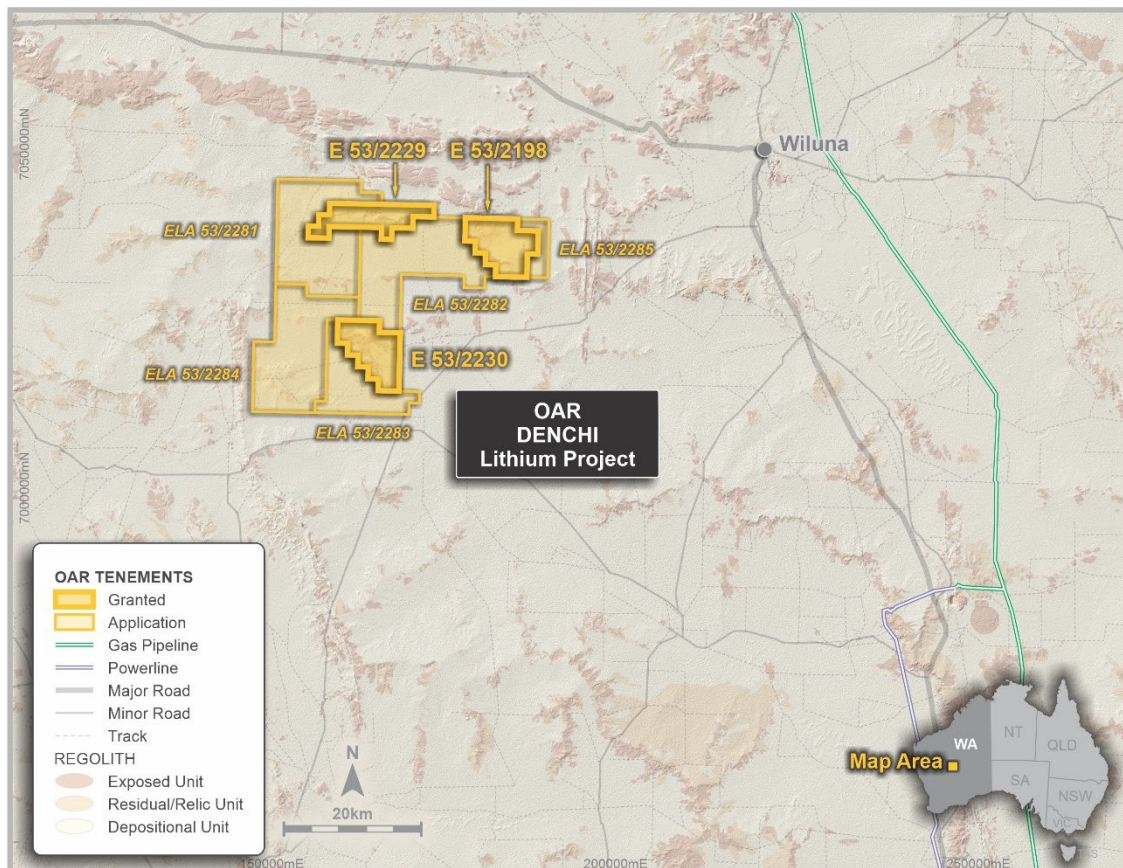 Wiluna
7050000mN
E 53/2229
E 53/2198
ELA 53/2281
ELA 53/2285
ELA 53/2282
E 53/2230
ELA 53/2284
ELA 53/2283
OAR
DENCHI
Lithium Project
7000000mN
OAR TENEMENTS
Granted
Application
Gas Pipeline
Powerline
Major Road
Minor Road
Track
REGOLITH
Exposed Unit
Residual/Relic Unit
Depositional Unit
N
20km
150000mE
200000mE
250000mE
Map Area
WA
NT
QLD
SA
NSW
VIC